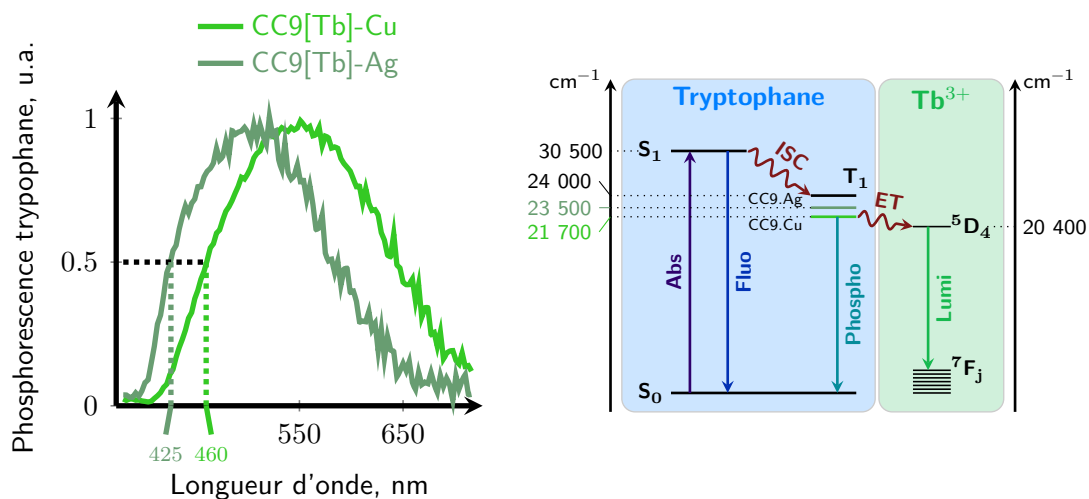 CC9[Tb]-Cu
CC9[Tb]-Ag
Phosphorescence trypophane, u.a.
1
0.5
0
425
460
550
650
Longueur d'onde, nm
cm⁻¹
Tryptophane
Tb³⁺
cm⁻¹
30 500
S₁
ISC
24 000
T₁
CC9.Ag
23 500
ET
CC9.Cu
21 700
⁵D₄
20 400
Abs
Fluo
Phospho
Lumi
⁷Fⱼ
S₀